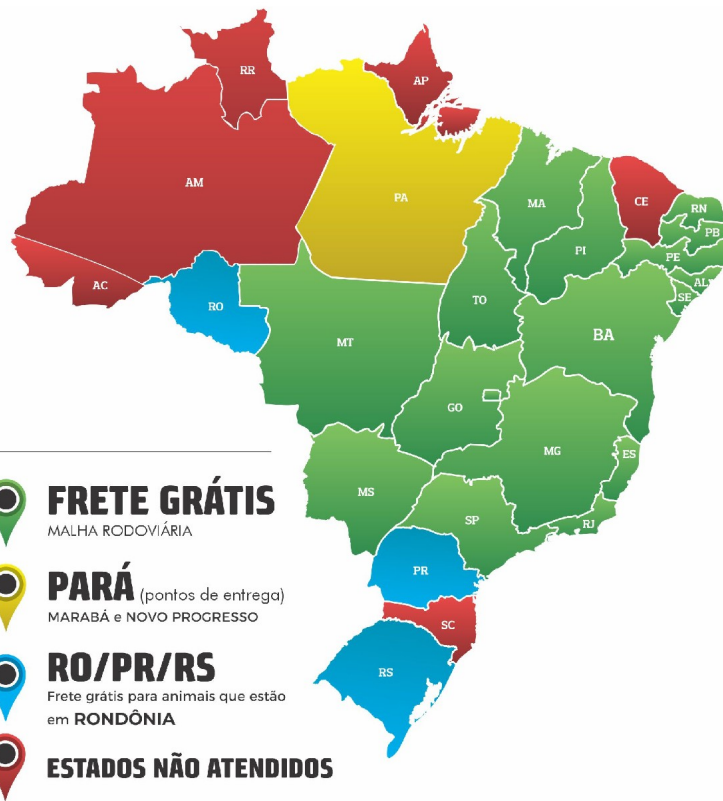 RR
AP
AM
PA
MA
CE
RN
PB
PI
PE
AL
SE
AC
RO
TO
BA
MT
GO
MG
ES
MS
SP
RJ
PR
SC
RS
FRETE GRÁTIS
MALHA RODOVIÁRIA
PARÁ (pontos de entrega)
MARABÁ e NOVO PROGRESSO
RO/PR/RS
Frete grátis para animais que estão
em RONDÔNIA
ESTADOS NÃO ATENDIDOS